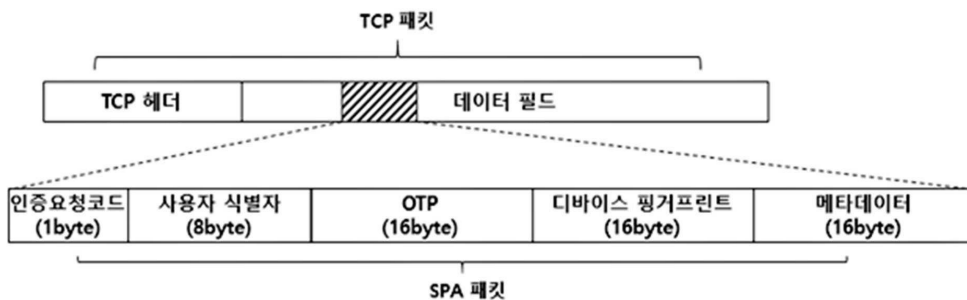 TCP 패킷
TCP 헤더 데이터 필드
인증요청코드 사용자 식별자 OTP 디바이스 핑거프린트 메타데이터
(1byte) (8byte) (16byte) (16byte) (16byte)
SPA 패킷